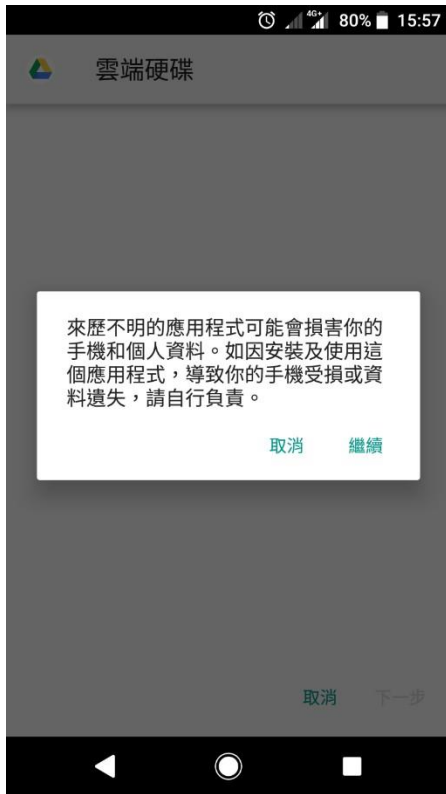 4G+ 80% 15:57
雲端硬碟
來歷不明的應用程式可能會損害你的
手機和個人資料。如因安裝及使用這
個應用程式，導致你的手機受損或資
料遺失，請自行負責。
取消 繼續
取消 下一步